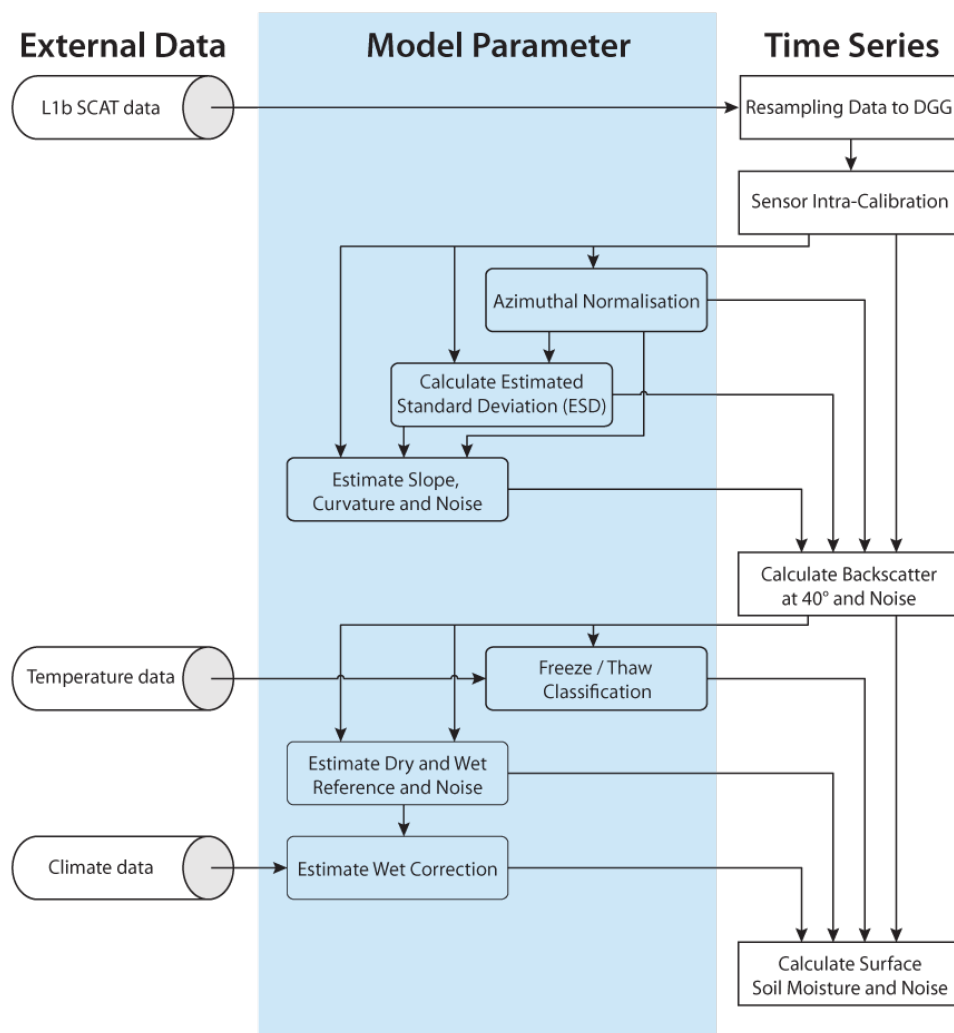 External Data
Model Parameter
Time Series
L1b SCAT data
Resampling Data to DGG
Sensor Intra-Calibration
Azimuthal Normalisation
Calculate Estimated
Standard Deviation (ESD)
Estimate Slope,
Curvature and Noise
Calculate Backscatter
at 40° and Noise
Temperature data
Freeze / Thaw
Classification
Estimate Dry and Wet
Reference and Noise
Climate data
Estimate Wet Correction
Calculate Surface
Soil Moisture and Noise